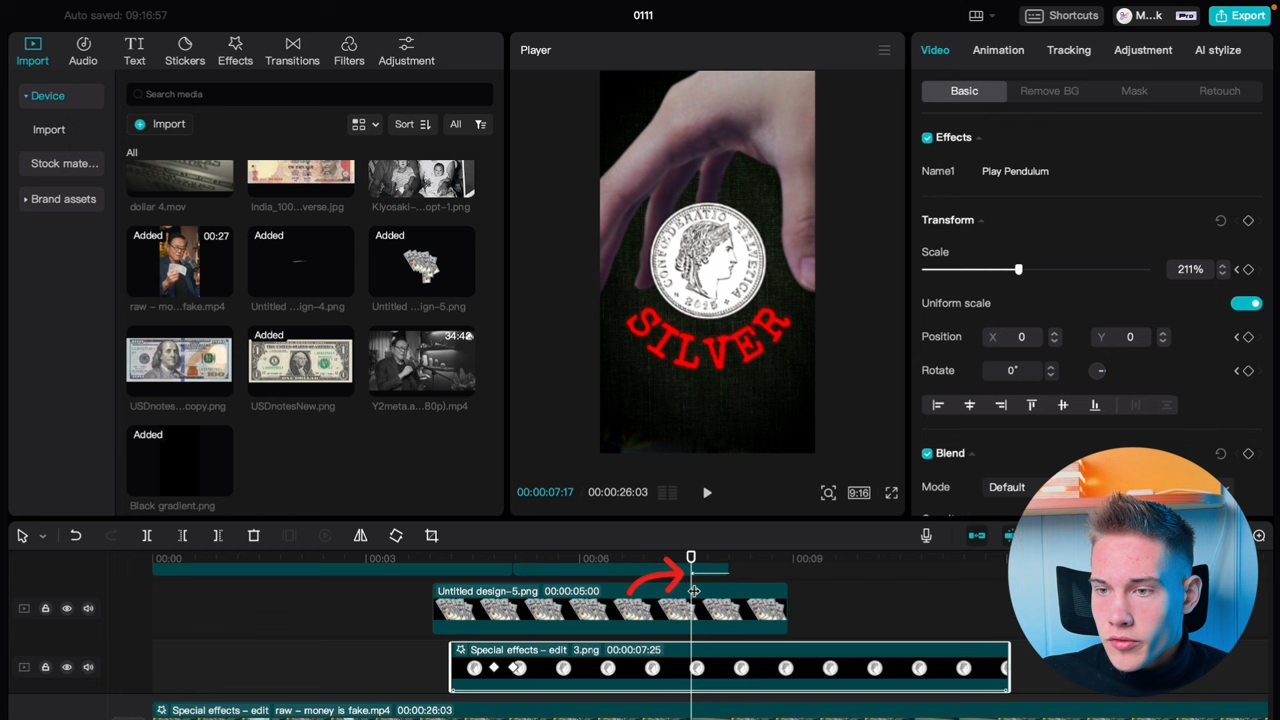 Auto saved: 09:16:57
0111
Shortcuts
M...k
Pro
Export
Import
Audio
Text
Stickers
Effects
Transitions
Filters
Adjustment
Device
Import
Stock mate...
Brand assets
Search media
Import
Sort
All
All
dollar 4.mov
India_100...verse.jpg
Kiyosaki-...opt-1.png
Added
00:27
Added
Added
raw - mo...fake.mp4
Untitled ...ign-4.png
Untitled ...ign-5.png
Added
34:42
USDnotes...copy.png
USDnotesNew.png
Y2meta.a...80p).mp4
Added
Black gradient.png
Player
CONFŒDERATIO HELVETICA
2015
SILVER
00:00:07:17
00:00:26:03
9:16
Video
Animation
Tracking
Adjustment
AI stylize
Basic
Remove BG
Mask
Retouch
Effects
Name1
Play Pendulum
Transform
Scale
211%
Uniform scale
Position
X
0
Y
0
Rotate
0°
Blend
Mode
Default
00:00
00:03
00:06
00:09
Untitled design-5.png 00:00:05:00
Special effects - edit 3.png 00:00:07:25
Special effects - edit raw - money is fake.mp4 00:00:26:03